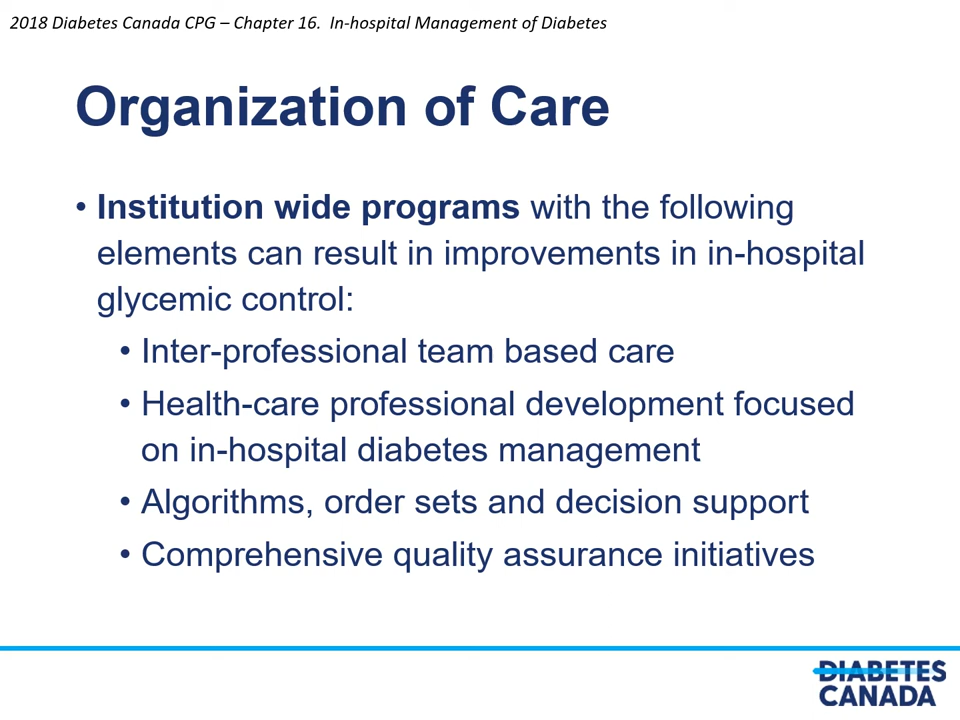 2018 Diabetes Canada CPG – Chapter 16. In-hospital Management of Diabetes
Organization of Care
• Institution wide programs with the following
elements can result in improvements in in-hospital
glycemic control:
• Inter-professional team based care
• Health-care professional development focused
on in-hospital diabetes management
• Algorithms, order sets and decision support
• Comprehensive quality assurance initiatives
DIABETES
CANADA